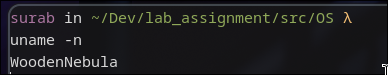 surab in ~/Dev/lab_assignment/src/OS λ
uname -n
WoodenNebula